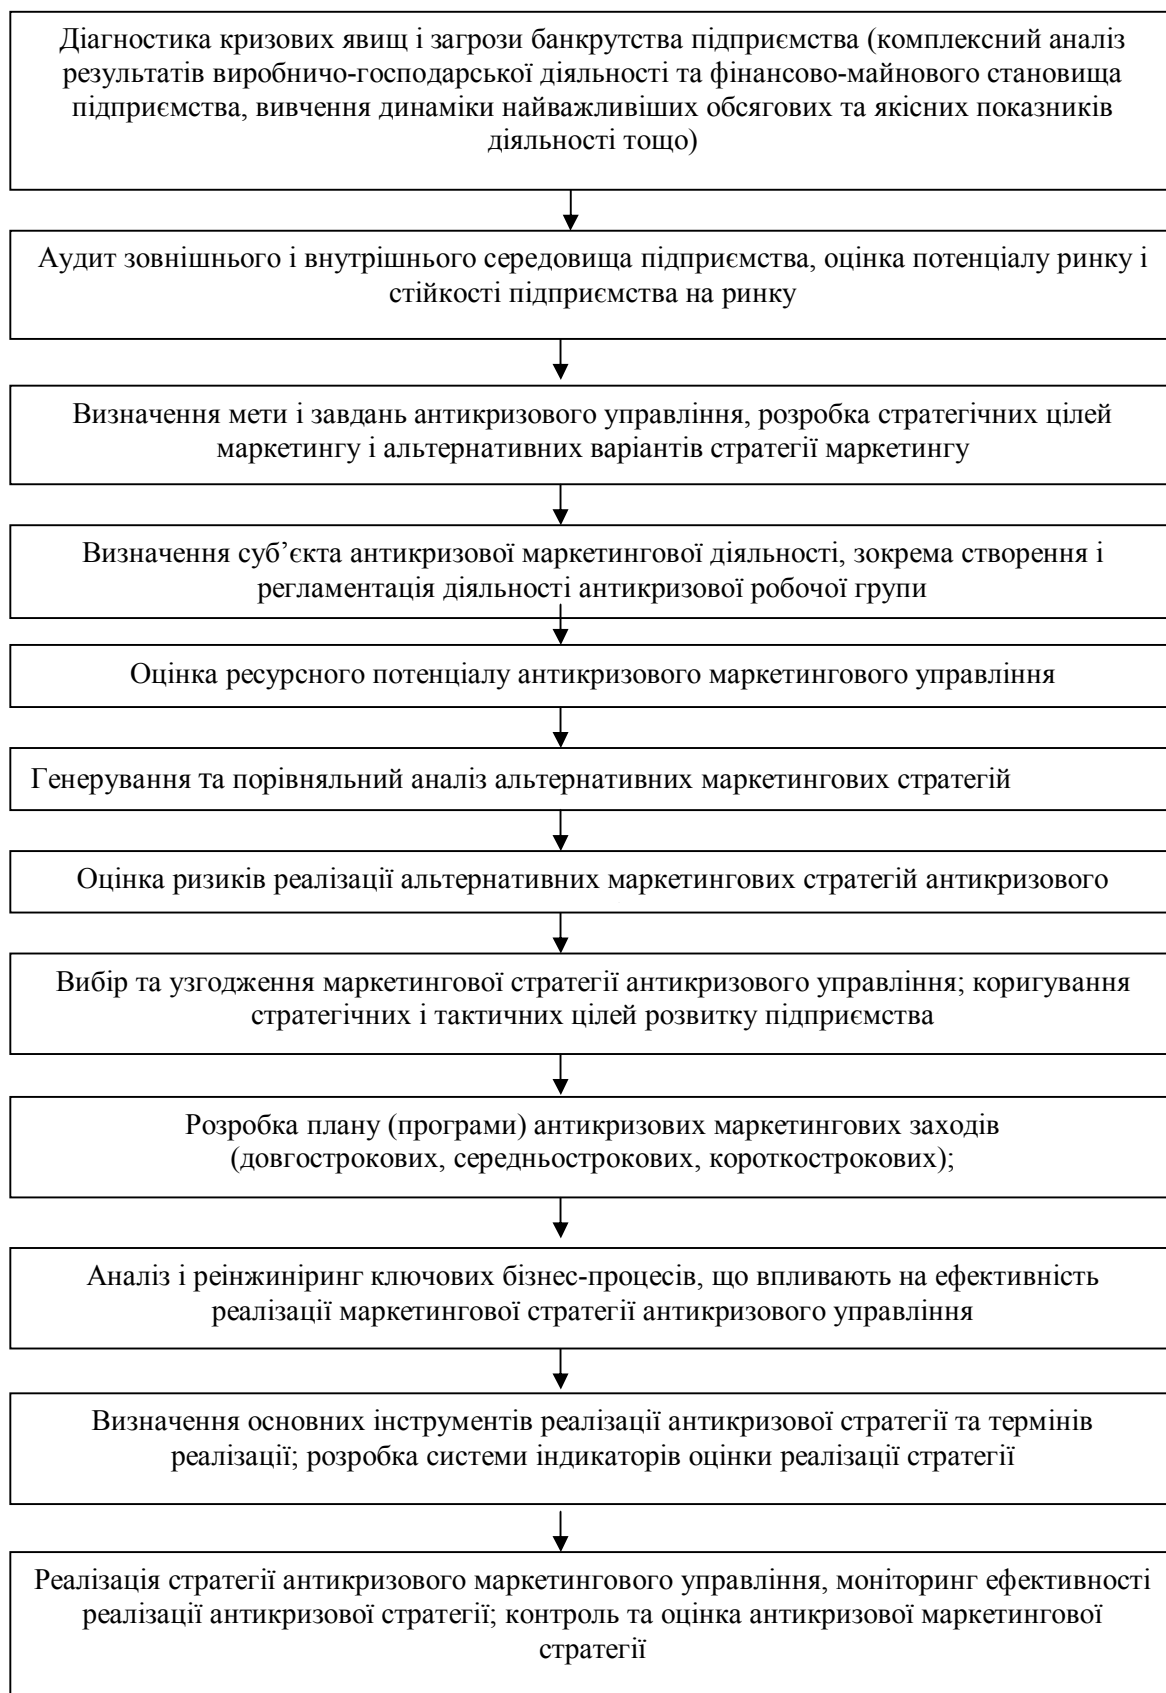 Діагностика кризових явищ і загрози банкрутства підприємства (комплексний аналіз
результатів виробничо-господарської діяльності та фінансово-майнового становища
підприємства, вивчення динаміки найважливіших обсягових та якісних показників
діяльності тощо)
Аудит зовнішнього і внутрішнього середовища підприємства, оцінка потенціалу ринку і
стійкості підприємства на ринку
Визначення мети і завдань антикризового управління, розробка стратегічних цілей
маркетингу і альтернативних варіантів стратегії маркетингу
Визначення суб’єкта антикризової маркетингової діяльності, зокрема створення і
регламентація діяльності антикризової робочої групи
Оцінка ресурсного потенціалу антикризового маркетингового управління
Генерування та порівняльний аналіз альтернативних маркетингових стратегій
Оцінка ризиків реалізації альтернативних маркетингових стратегій антикризового
Вибір та узгодження маркетингової стратегії антикризового управління; коригування
стратегічних і тактичних цілей розвитку підприємства
Розробка плану (програми) антикризових маркетингових заходів
(довгострокових, середньострокових, короткострокових);
Аналіз і реінжиніринг ключових бізнес-процесів, що впливають на ефективність
реалізації маркетингової стратегії антикризового управління
Визначення основних інструментів реалізації антикризової стратегії та термінів
реалізації; розробка системи індикаторів оцінки реалізації стратегії
Реалізація стратегії антикризового маркетингового управління, моніторинг ефективності
реалізації антикризової стратегії; контроль та оцінка антикризової маркетингової
стратегії